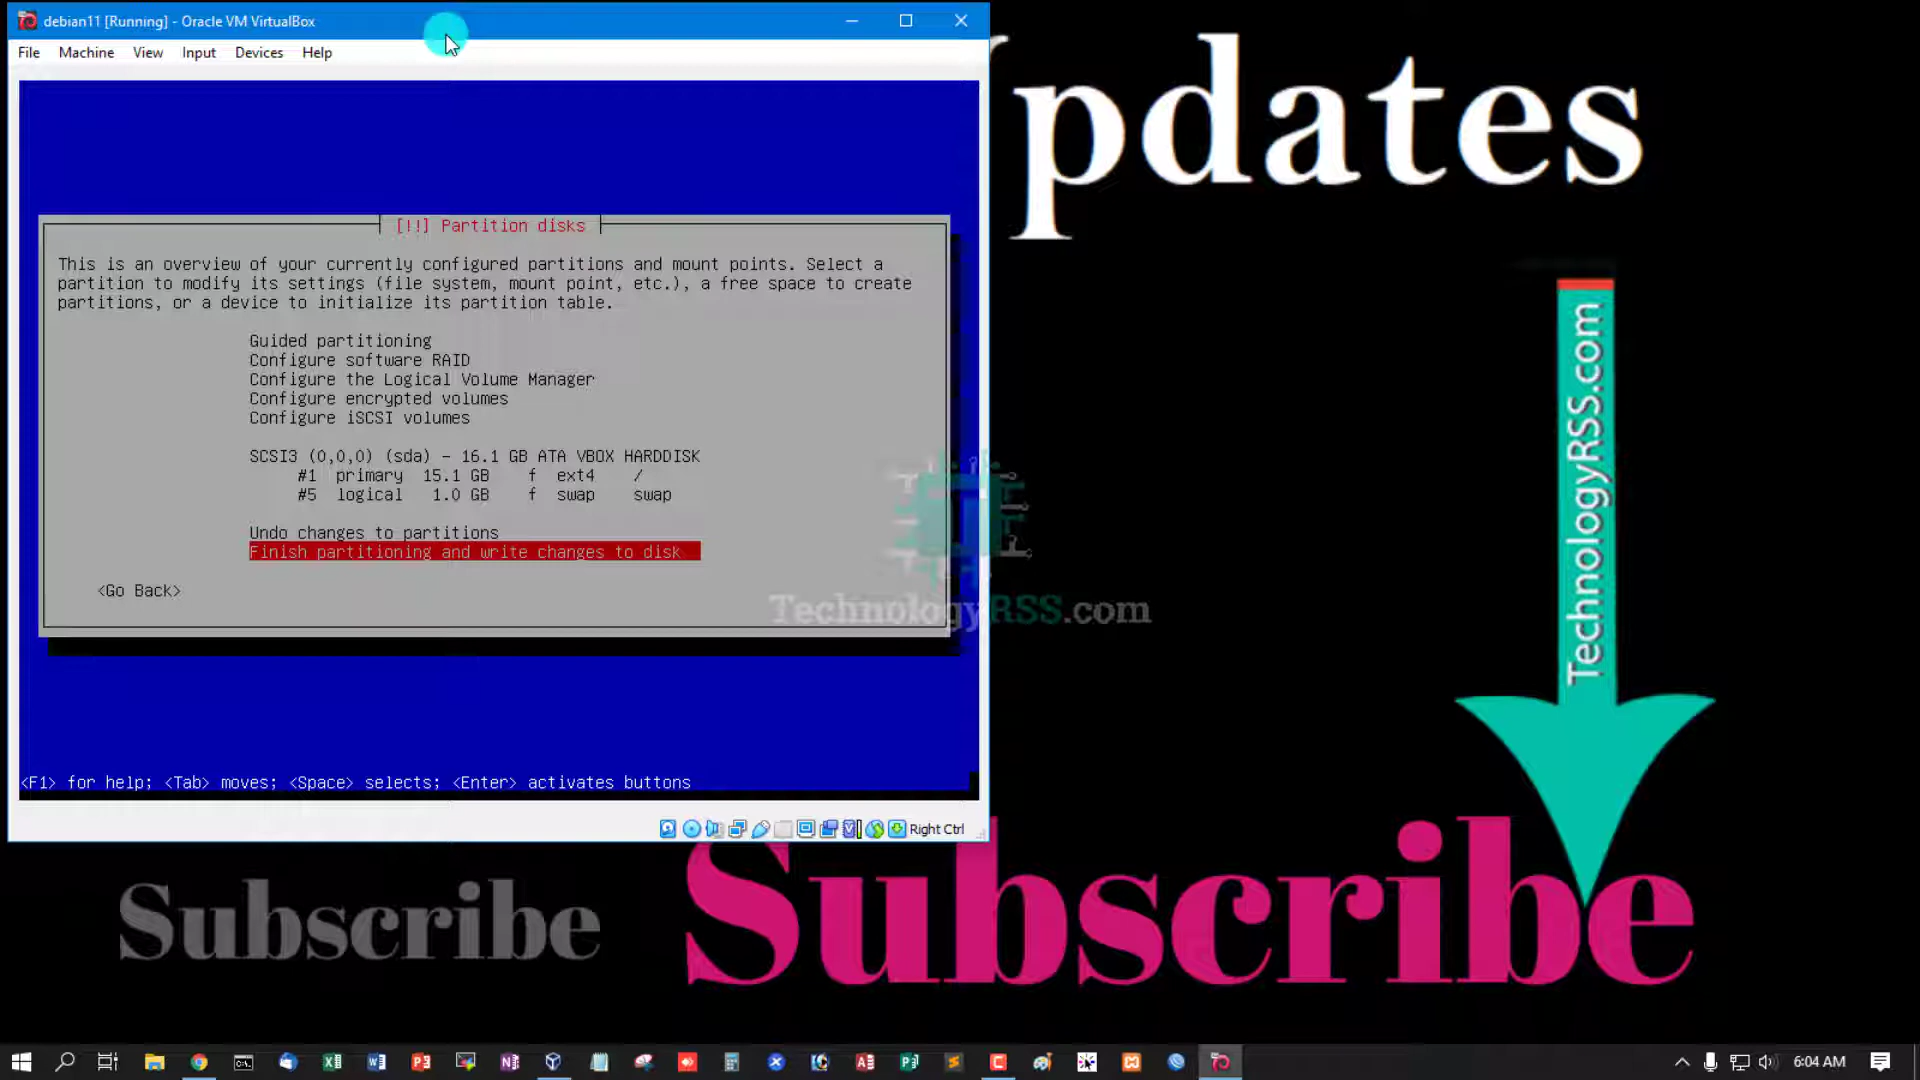 debian11 [Running] - Oracle VM VirtualBox
File Machine View Input Devices Help
[!!] Partition disks
This is an overview of your currently configured partitions and mount points. Select a
partition to modify its settings (file system, mount point, etc.), a free space to create
partitions, or a device to initialize its partition table.
Guided partitioning
Configure software RAID
Configure the Logical Volume Manager
Configure encrypted volumes
Configure iSCSI volumes
SCSI3 (0,0,0) (sda) - 16.1 GB ATA VBOX HARDDISK
#1 primary 15.1 GB f ext4 /
#5 logical 1.0 GB f swap swap
Undo changes to partitions
Finish partitioning and write changes to disk
<Go Back>
<F1> for help; <Tab> moves; <Space> selects; <Enter> activates buttons
Right Ctrl
pdates
TechnologyRSS.com
TechnologyRSS.com
Subscribe
Subscribe
6:04 AM